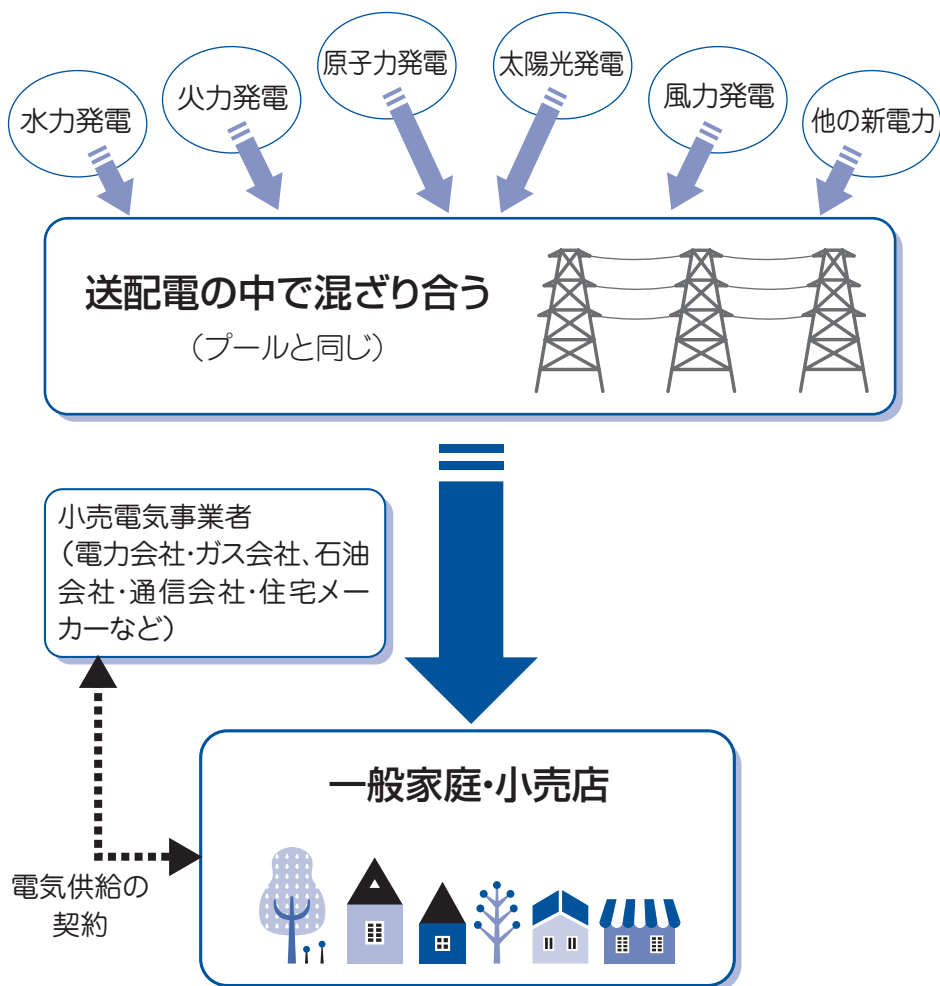 水力発電
火力発電
原子力発電
太陽光発電
風力発電
他の新電力
送配電の中で混ざり合う
（プールと同じ）
小売電気事業者
（電力会社・ガス会社、石油
会社・通信会社・住宅メー
カーなど）
一般家庭・小売店
電気供給の
契約